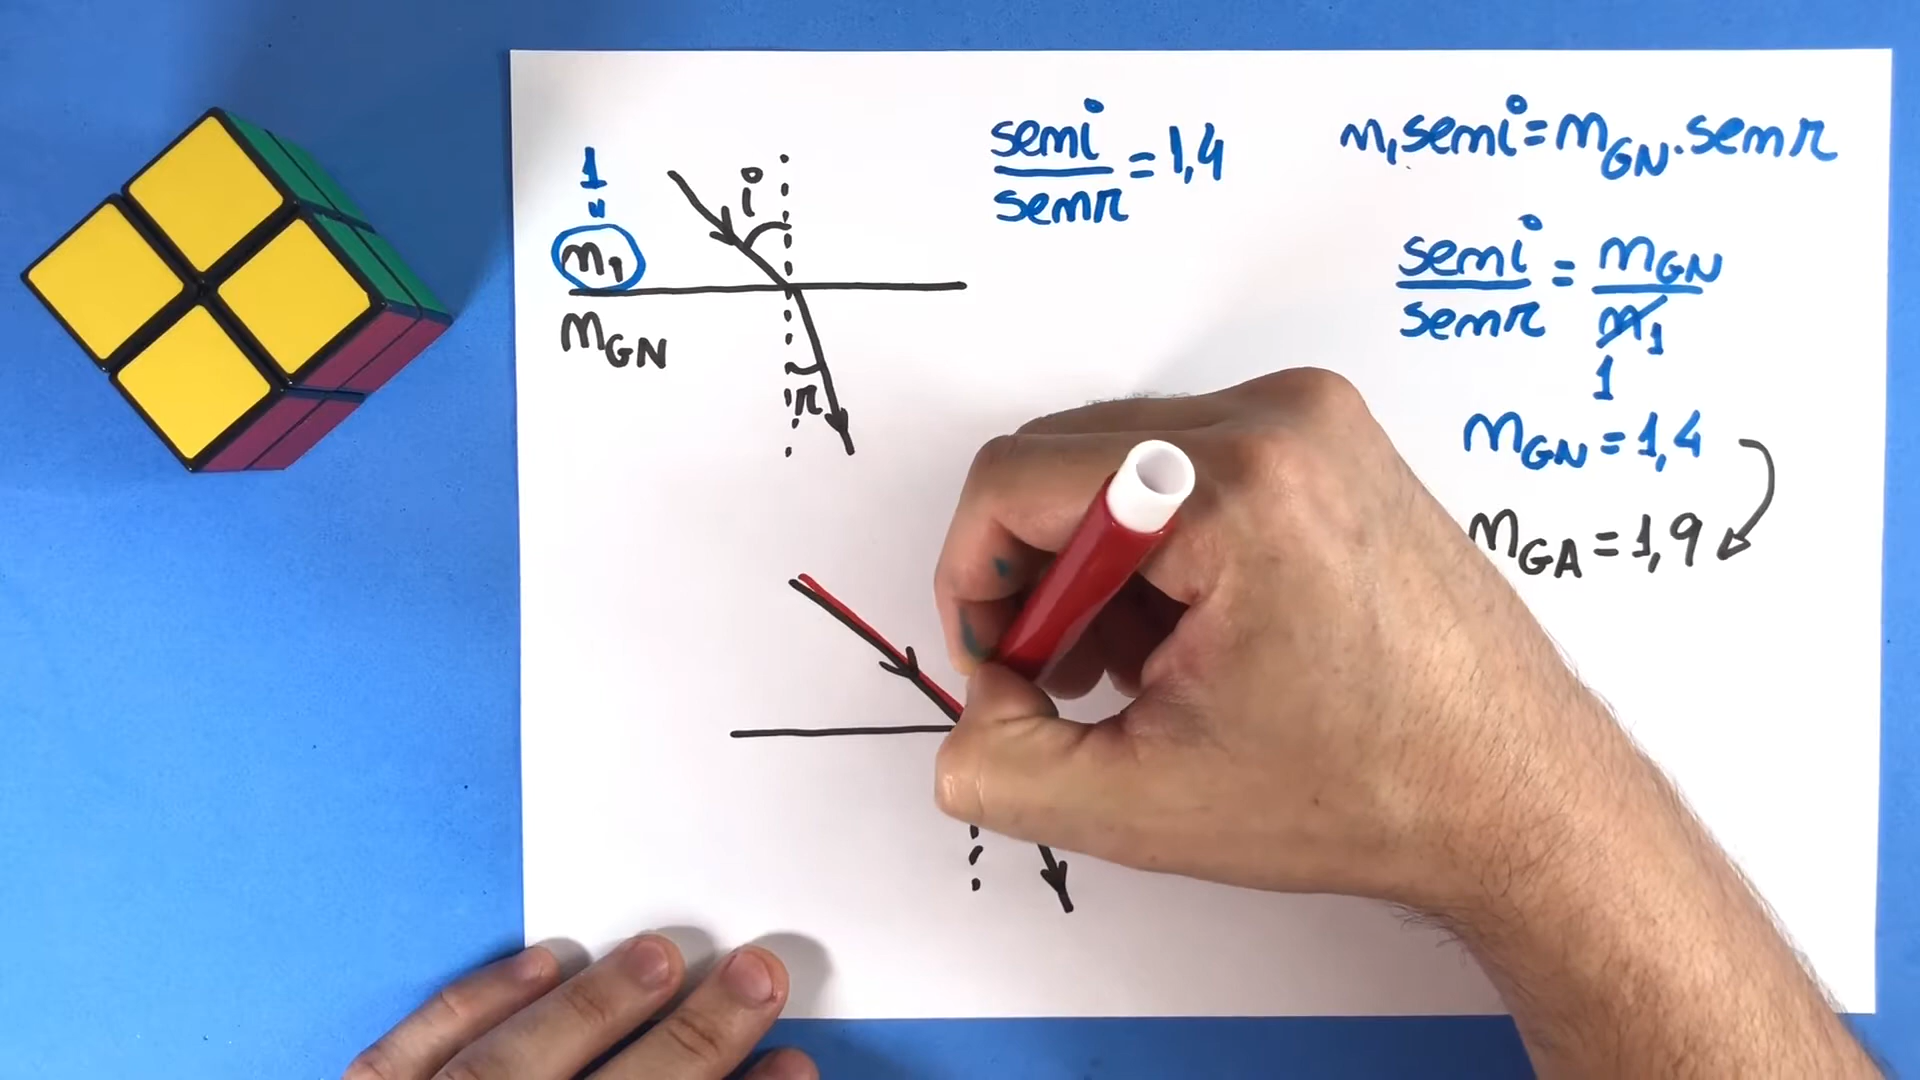 1
"
n₁
n_GN
i
r
sen i / sen r = 1,4
n₁ sen i = n_GN . sen r
sen i / sen r = n_GN / n₁
1
n_GN = 1,4
n_GA = 1,9